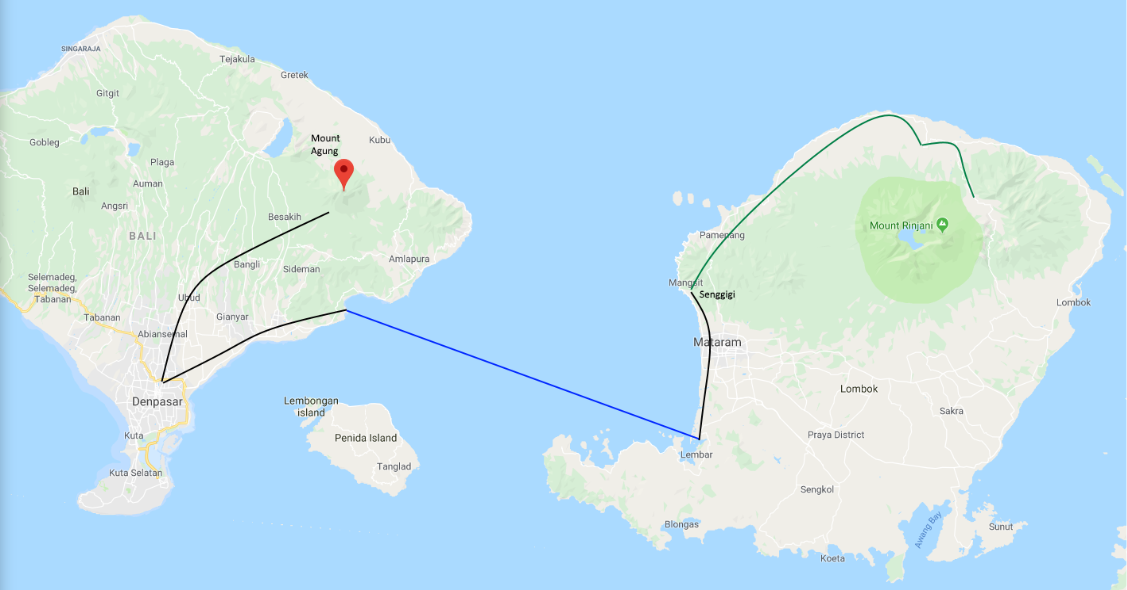 SINGARAJA
Tejakula
Gretek
Gitgit
Kubu
Mount
Agung
Gobleg
Plaga
Auman
Bali
Angsri
Besakih
BALI
Pamenang
Mount Rinjani
Bangli
Sideman
Amlapura
Selemadeg,
Selemadeg,
Tabanan
Mangsit
Senggigi
Ubud
Lombok
Tabanan
Gianyar
Abiansemal
Mataram
Denpasar
Lembongan
island
Lombok
Sakra
Kuta
Penida Island
Praya District
Lembar
Kuta Selatan
Tanglad
Sengkol
Awang Bay
Blongas
Sunut
Koeta